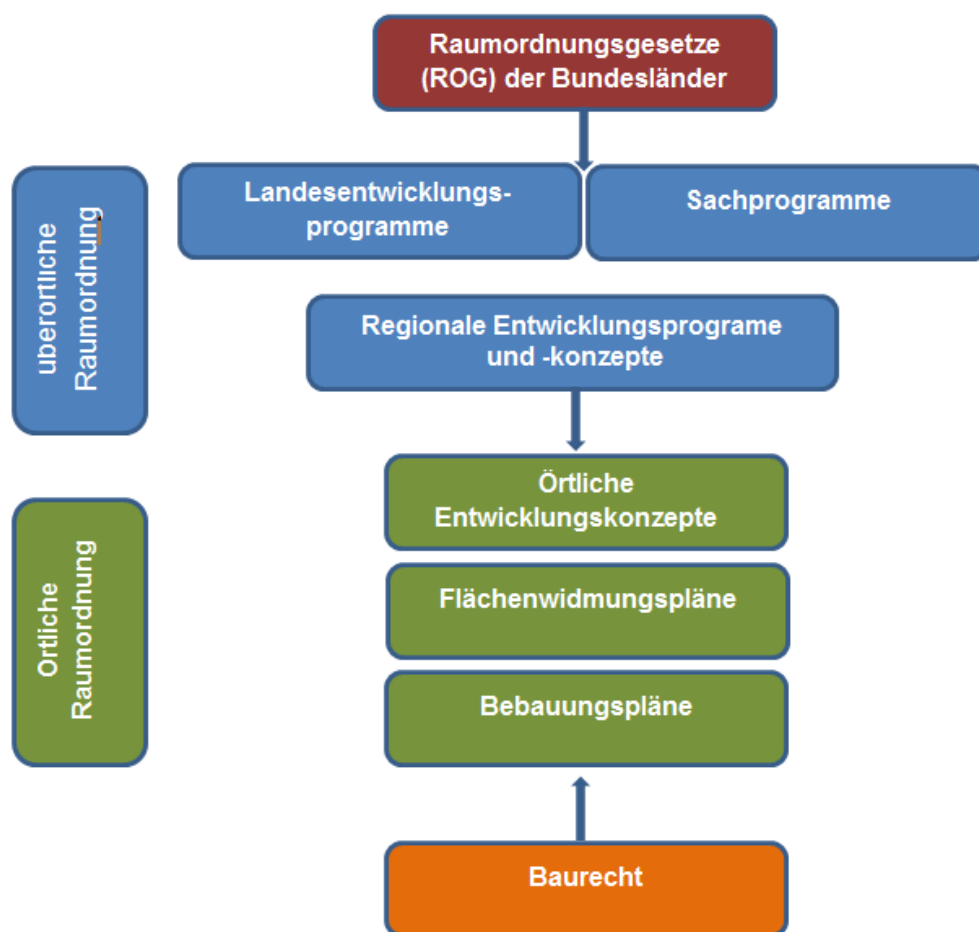 Raumordnungsgesetze
(ROG) der Bundesländer
Landesentwicklungs-
programme
Sachprogramme
überörtliche
Raumordnung
Regionale Entwicklungsprograme
und -konzepte
Örtliche
Entwicklungskonzepte
Örtliche
Raumordnung
Flächenwidmungspläne
Bebauungspläne
Baurecht